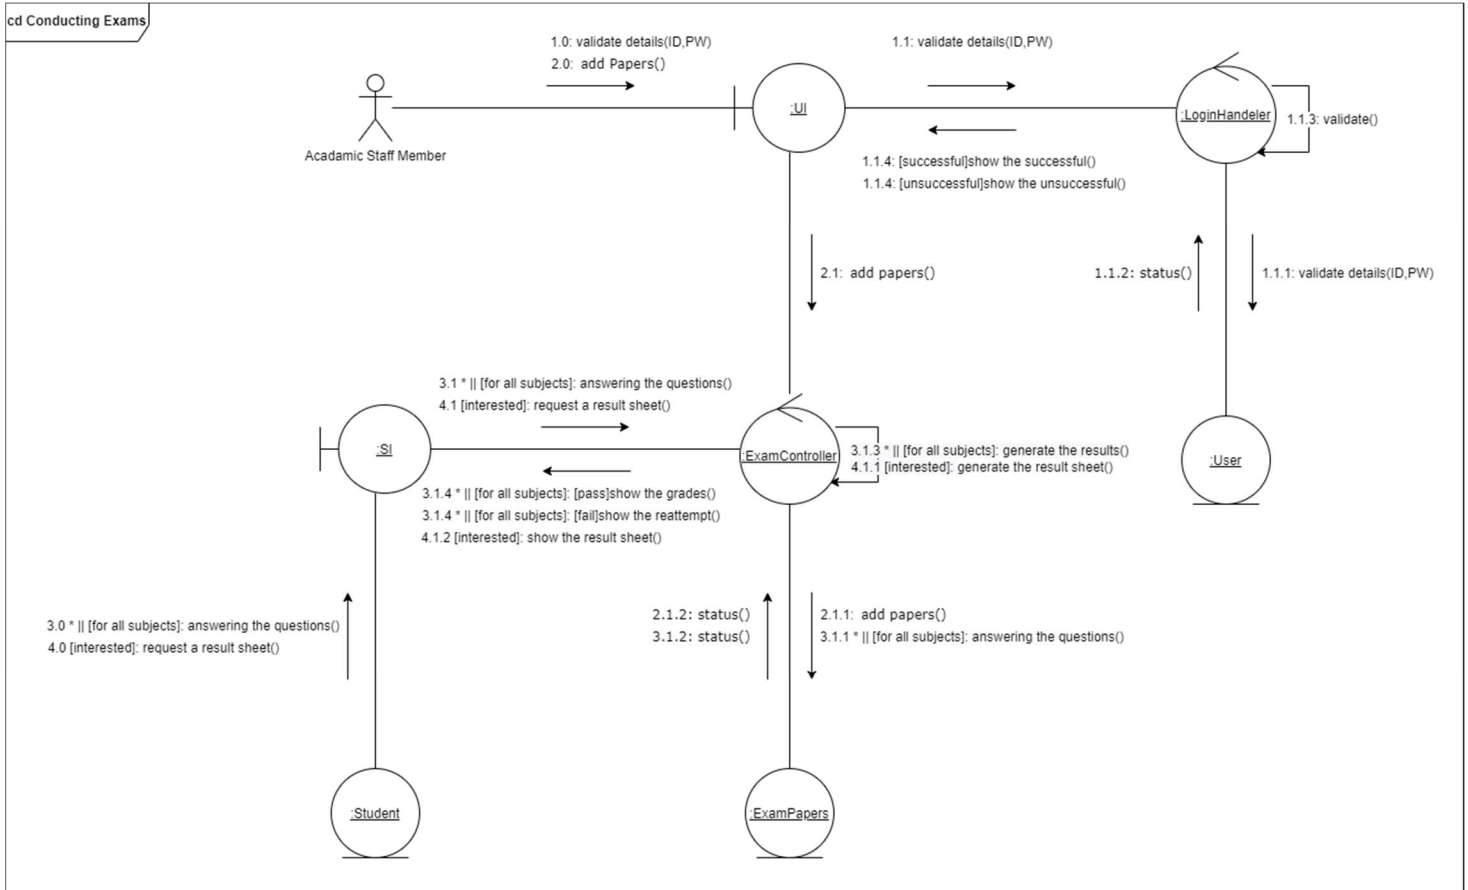 cd Conducting Exams
1.0: validate details(ID,PW)
2.0:  add Papers()
1.1: validate details(ID,PW)
Acadamic Staff Member
:UI
:LoginHandeler
1.1.3: validate()
1.1.4: [successful]show the successful()
1.1.4: [unsuccessful]show the unsuccessful()
2.1:  add papers()
1.1.2: status()
1.1.1: validate details(ID,PW)
3.1 * || [for all subjects]: answering the questions()
4.1 [interested]: request a result sheet()
:SI
:ExamController
3.1.3 * || [for all subjects]: generate the results()
4.1.1 [interested]: generate the result sheet()
:User
3.1.4 * || [for all subjects]: [pass]show the grades()
3.1.4 * || [for all subjects]: [fail]show the reattempt()
4.1.2 [interested]: show the result sheet()
3.0 * || [for all subjects]: answering the questions()
4.0 [interested]: request a result sheet()
2.1.2: status()
3.1.2: status()
2.1.1:  add papers()
3.1.1 * || [for all subjects]: answering the questions()
:Student
:ExamPapers